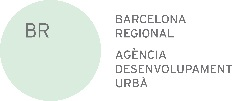 BR
BARCELONA
REGIONAL
AGÈNCIA
DESENVOLUPAMENT
URBÀ